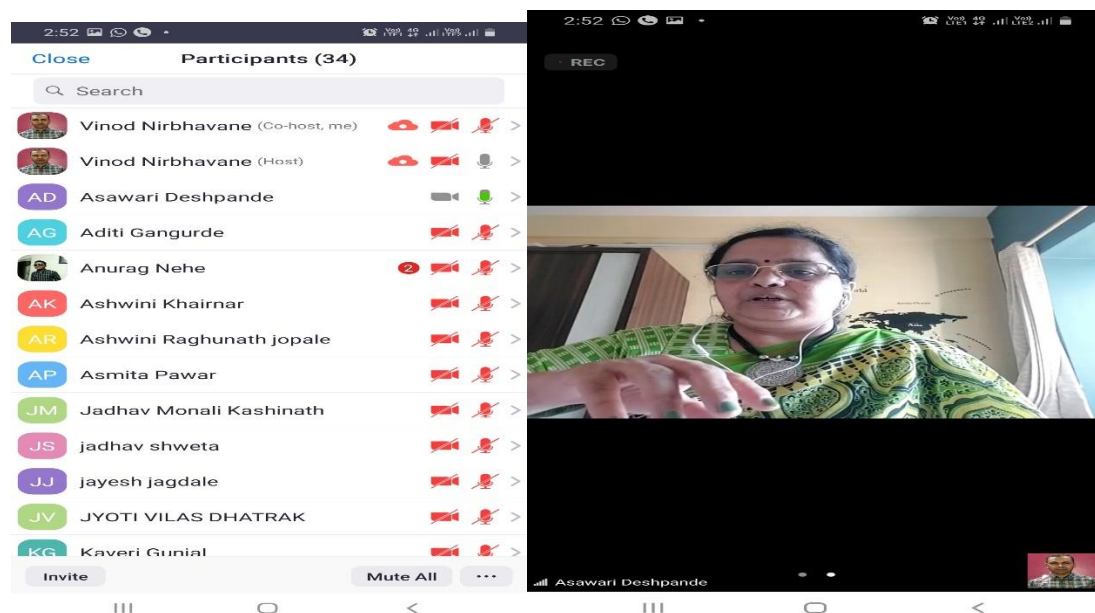 2:52
Close Participants (34)
Search
Vinod Nirbhavane (Co-host, me)
Vinod Nirbhavane (Host)
AD Asawari Deshpande
AG Aditi Gangurde
Anurag Nehe 2
AK Ashwini Khairnar
AR Ashwini Raghunath jopale
AP Asmita Pawar
JM Jadhav Monali Kashinath
JS jadhav shweta
JJ jayesh jagdale
JV JYOTI VILAS DHATRAK
KG Kaveri Gunjal
Invite Mute All ...
2:52
REC
Asawari Deshpande